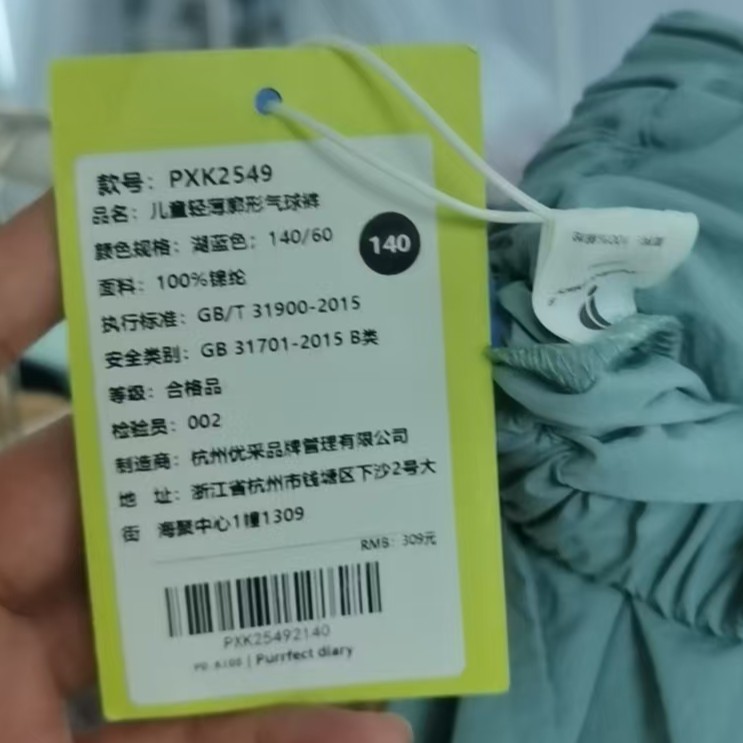 款号：PXK2549
品名：儿童轻薄廓形气球裤
颜色规格：湖蓝色；140/60
140
面料：100%锦纶
执行标准：GB/T 31900-2015
安全类别：GB 31701-2015 B类
等级：合格品
检验员：002
制造商：杭州优采品牌管理有限公司
地 址：浙江省杭州市钱塘区下沙2号大
街 海聚中心1幢1309
RMB：309元
PXK25492140
Purrfect diary